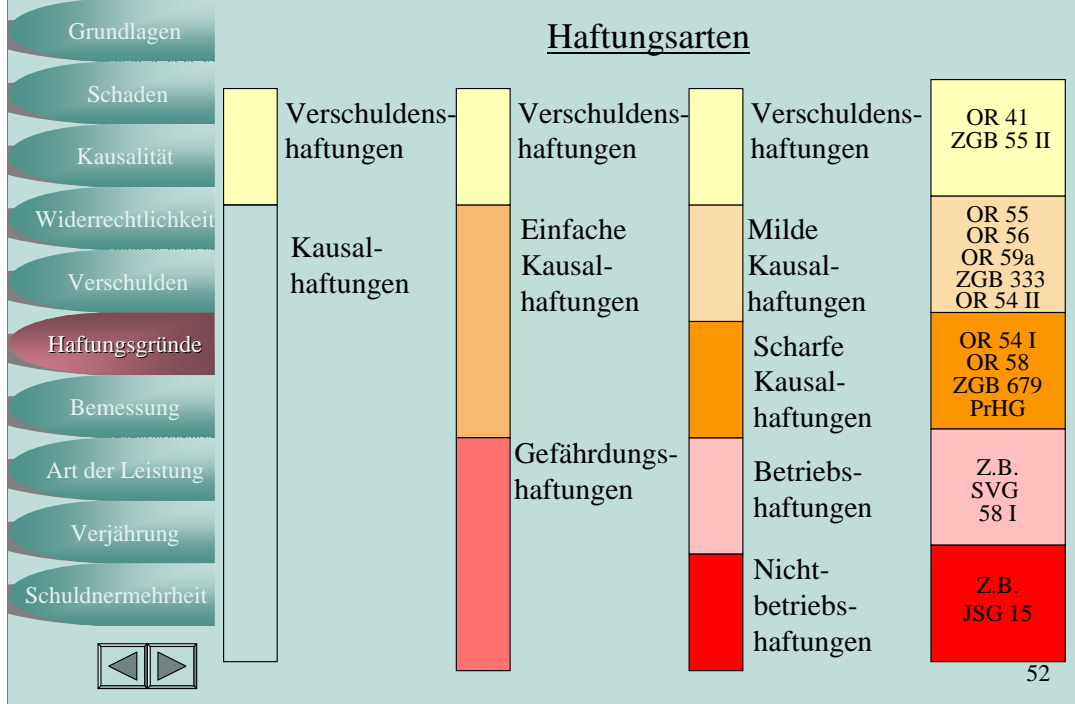 Haftungsarten
Grundlagen
Schaden
Kausalität
Widerrechtlichkeit
Verschulden
Haftungsgründe
Bemessung
Art der Leistung
Verjährung
Schuldnermehrheit
Verschuldens-
haftungen
Kausal-
haftungen
Verschuldens-
haftungen
Einfache
Kausal-
haftungen
Gefährdungs-
haftungen
Verschuldens-
haftungen
Milde
Kausal-
haftungen
Scharfe
Kausal-
haftungen
Betriebs-
haftungen
Nicht-
betriebs-
haftungen
OR 41
ZGB 55 II
OR 55
OR 56
OR 59a
ZGB 333
OR 54 II
OR 54 I
OR 58
ZGB 679
PrHG
Z.B.
SVG
58 I
Z.B.
JSG 15
52